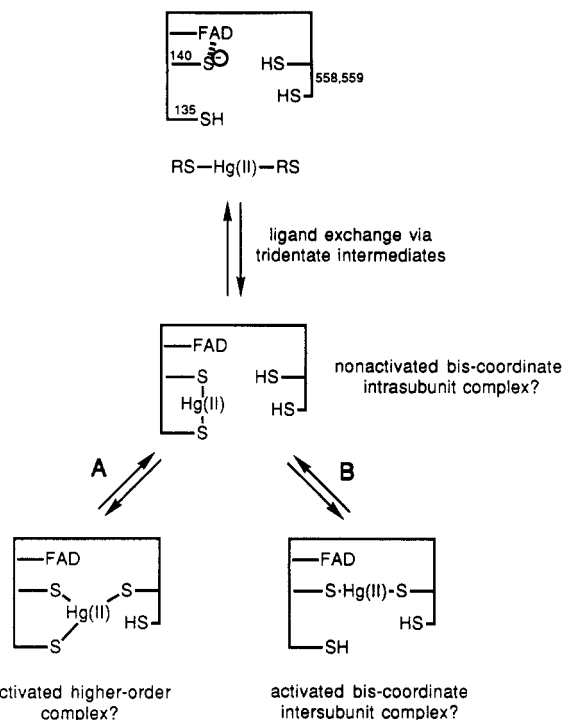 FAD
140 S − HS
558,559
HS
135 SH
RS—Hg(II)—RS
ligand exchange via
tridentate intermediates
FAD
nonactivated bis-coordinate
intrasubunit complex?
S HS
Hg(II) HS
S
A B
FAD FAD
S S S·Hg(II)-S
Hg(II) HS HS
S SH
ctivated higher-order activated bis-coordinate
complex? intersubunit complex?